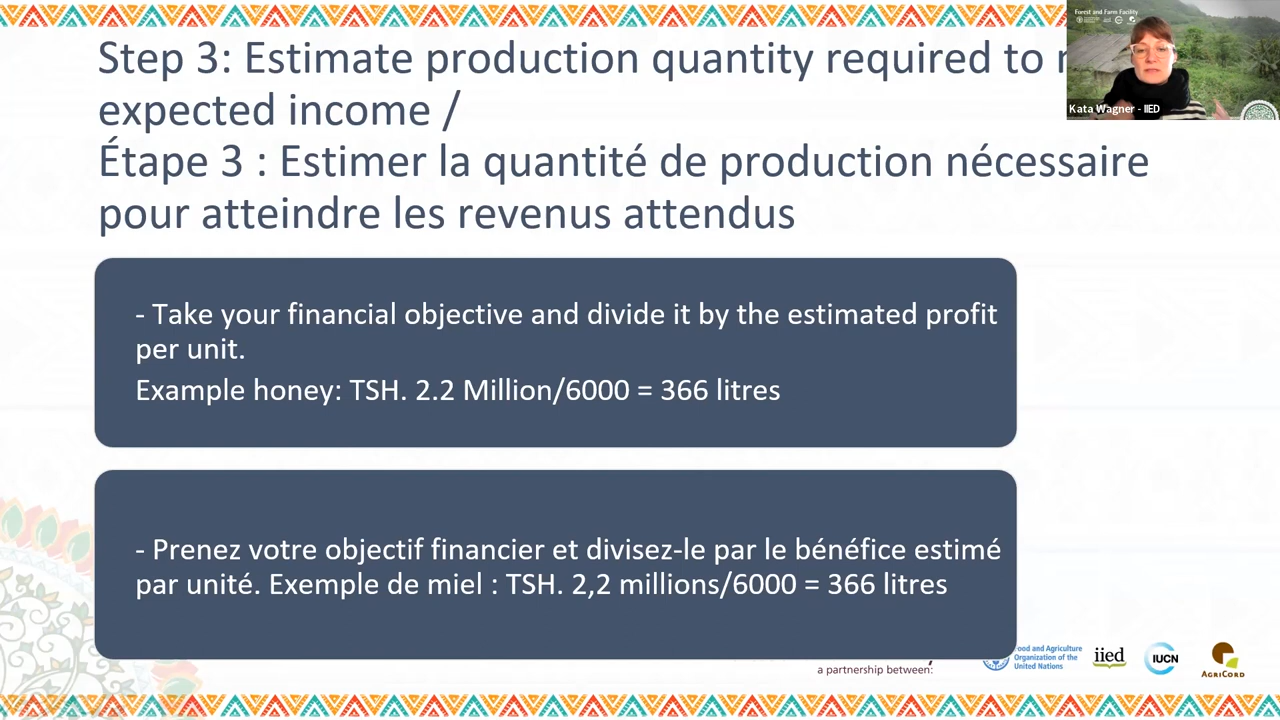 Step 3: Estimate production quantity required to
expected income /
Étape 3 : Estimer la quantité de production nécessaire
pour atteindre les revenus attendus
Forest and Farm Facility
Kata Wagner - IIED
- Take your financial objective and divide it by the estimated profit
per unit.
Example honey: TSH. 2.2 Million/6000 = 366 litres
- Prenez votre objectif financier et divisez-le par le bénéfice estimé
par unité. Exemple de miel : TSH. 2,2 millions/6000 = 366 litres
a partnership between:
Food and Agriculture
Organization of the
United Nations
iied
IUCN
AGRICORD